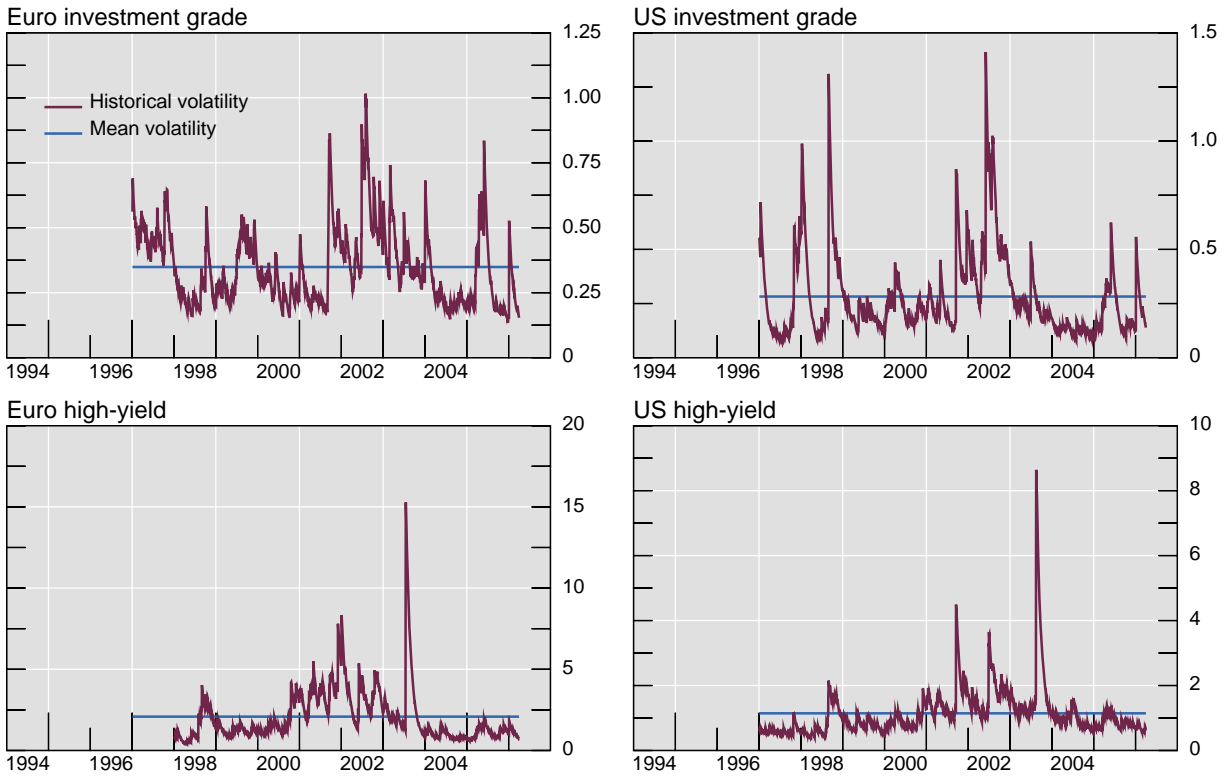 Euro investment grade
1.25
1.00
0.75
0.50
0.25
0
Historical volatility
Mean volatility
1994 1996 1998 2000 2002 2004
US investment grade
1.5
1.0
0.5
0
1994 1996 1998 2000 2002 2004
Euro high-yield
20
15
10
5
0
1994 1996 1998 2000 2002 2004
US high-yield
10
8
6
4
2
0
1994 1996 1998 2000 2002 2004